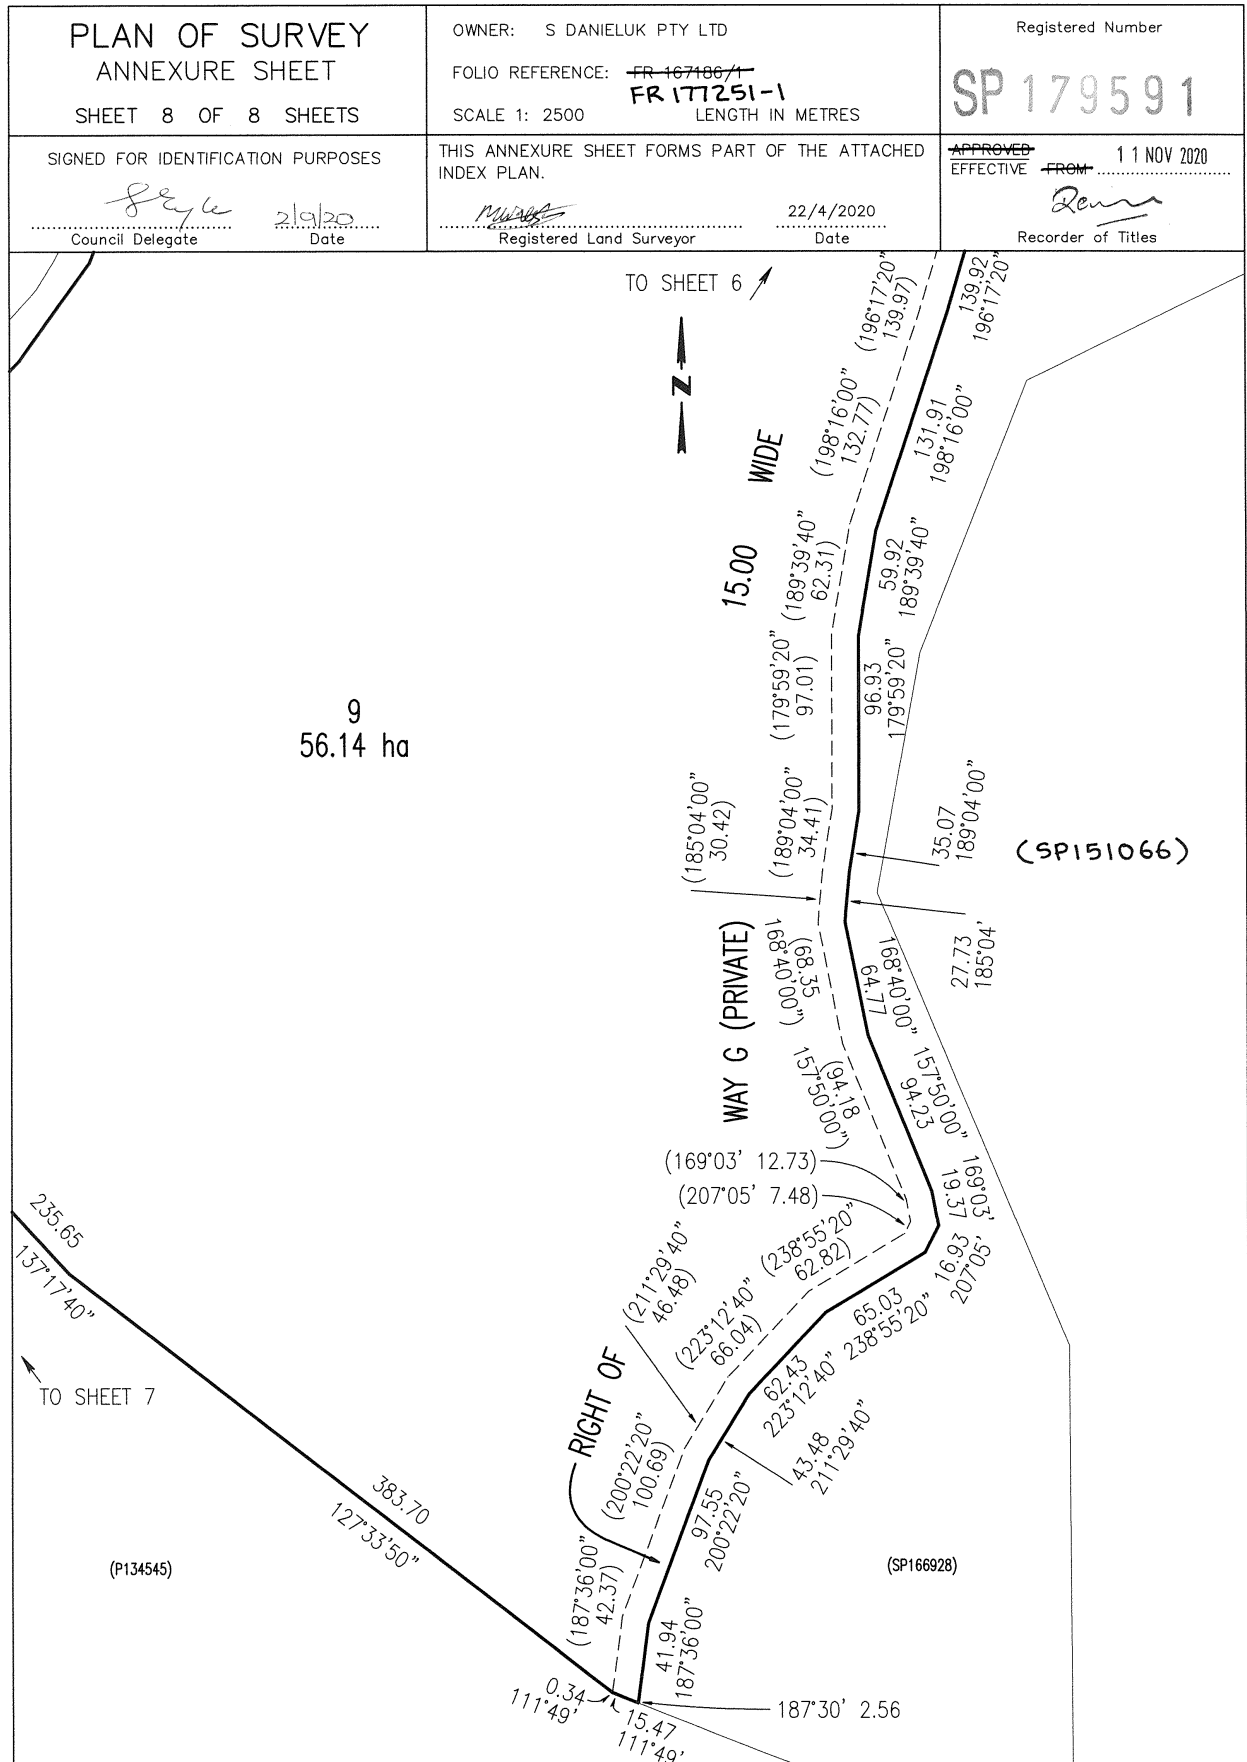 PLAN OF SURVEY
ANNEXURE SHEET
SHEET 8 OF 8 SHEETS
OWNER: S DANIELUK PTY LTD
FOLIO REFERENCE: FR 167186/1
FR 177251-1
SCALE 1: 2500 LENGTH IN METRES
Registered Number
SP 179591
SIGNED FOR IDENTIFICATION PURPOSES
2/9/20
Council Delegate Date
THIS ANNEXURE SHEET FORMS PART OF THE ATTACHED
INDEX PLAN.
22/4/2020
Registered Land Surveyor Date
APPROVED
EFFECTIVE FROM 11 NOV 2020
Recorder of Titles
TO SHEET 6
N
(196°17'20"
139.97)
139.92
196°17'20"
(198°16'00"
132.77)
131.91
198°16'00"
15.00 WIDE
(189°39'40"
62.31)
59.92
189°39'40"
(179°59'20"
97.01)
96.93
179°59'20"
9
56.14 ha
(185°04'00"
30.42)
(189°04'00"
34.41)
35.07
189°04'00"
(SP151066)
27.73
185°04'
WAY G (PRIVATE)
(68.35
168°40'00")
168°40'00"
64.77
(94.18
157°50'00")
157°50'00"
94.23
(169°03' 12.73)
169°03'
19.37
(207°05' 7.48)
16.93
207°05'
235.65
137°17'40"
(211°29'40"
46.48)
(238°55'20"
62.82)
65.03
238°55'20"
(223°12'40"
66.04)
62.43
223°12'40"
TO SHEET 7
RIGHT OF
43.48
211°29'40"
(200°22'20"
100.69)
97.55
200°22'20"
383.70
127°33'50"
(P134545)
(SP166928)
(187°36'00"
42.37)
41.94
187°36'00"
0.34
111°49'
15.47
111°49'
187°30' 2.56